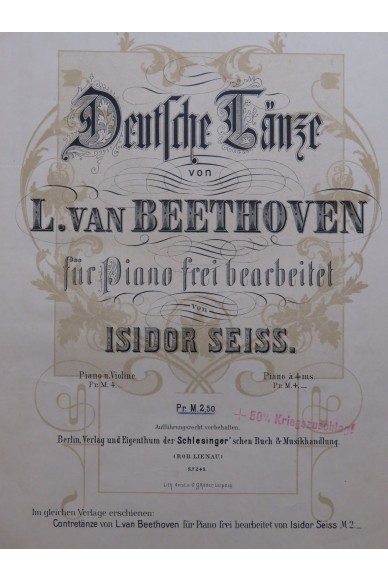 Deutsche Tänze
von
L. VAN BEETHOVEN
für Piano frei bearbeitet
von
ISIDOR SEISS.
Piano u. Violine Piano à 4 ms.
Pr. M. 4 Pr. M. 4._
Pr. M. 2,50
+ 50% Kriegszuschlag
Aufführungsrecht vorbehalten.
Berlin, Verlag und Eigenthum der Schlesinger'schen Buch & Musikhandlung.
(ROB. LIENAU)
Leipzig
Im gleichen Verlage erschienen:
Contretänze von L. van Beethoven für Piano frei bearbeitet von Isidor Seiss M. 2._